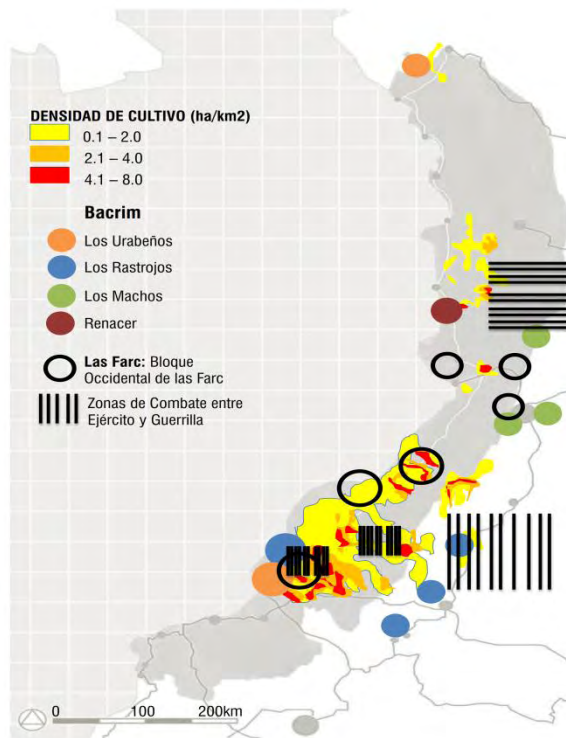 DENSIDAD DE CULTIVO (ha/km2)
0.1 – 2.0
2.1 – 4.0
4.1 – 8.0
Bacrim
Los Urabeños
Los Rastrojos
Los Machos
Renacer
Las Farc: Bloque
Occidental de las Farc
Zonas de Combate entre
Ejército y Guerrilla
0 100 200km